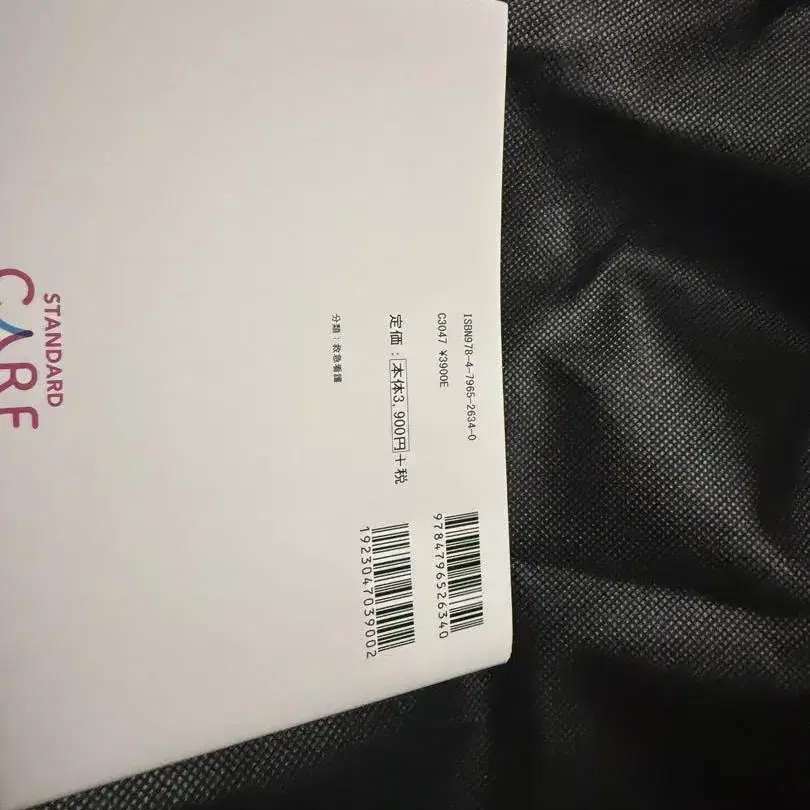 ISBN978-4-7965-2634-0
C3047 ¥3900E
定価：本体3,900円＋税
分類：救急看護
9784796526340
1923047039002
STANDARD
CARE